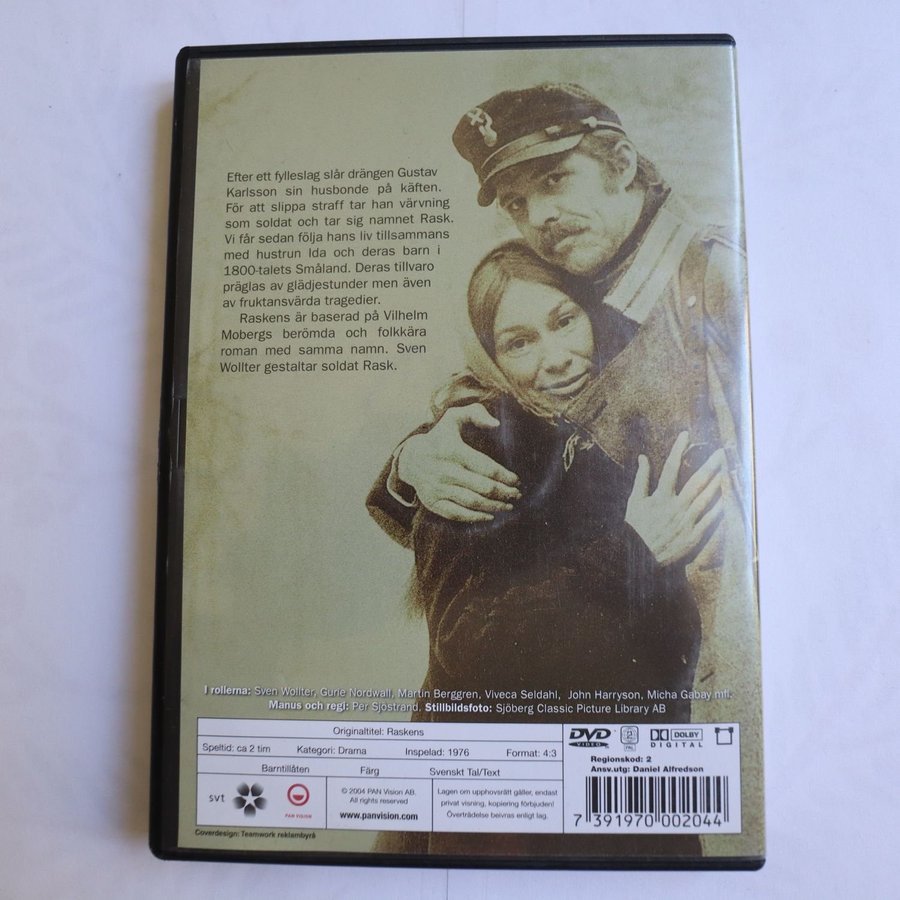 Efter ett fylleslag slår drängen Gustav
Karlsson sin husbonde på käften.
För att slippa straff tar han värvning
som soldat och tar sig namnet Rask.
Vi får sedan följa hans liv tillsammans
med hustrun Ida och deras barn i
1800-talets Småland. Deras tillvaro
präglas av glädjestunder men även
av fruktansvärda tragedier.
Raskens är baserad på Vilhelm
Mobergs berömda och folkkära
roman med samma namn. Sven
Wollter gestaltar soldat Rask.
I rollerna: Sven Wollter, Gurie Nordwall, Martin Berggren, Viveca Seldahl, John Harryson, Micha Gabay mfl.
Manus och regi: Per Sjöstrand. Stillbildsfoto: Sjöberg Classic Picture Library AB
Originaltitel: Raskens
Speltid: ca 2 tim Kategori: Drama Inspelad: 1976 Format: 4:3
Barntillåten Färg Svenskt Tal/Text
svt
PAN VISION
© 2004 PAN Vision AB.
All rights reserved
www.panvision.com
Lagen om upphovsrätt gäller, endast
privat visning, kopiering förbjuden!
Överträdelse beivras enligt lag.
DVD
VIDEO
2
PAL
DOLBY
DIGITAL
Regionskod: 2
Ansv.utg: Daniel Alfredson
7 391970 002044
Coverdesign: Teamwork reklambyrå